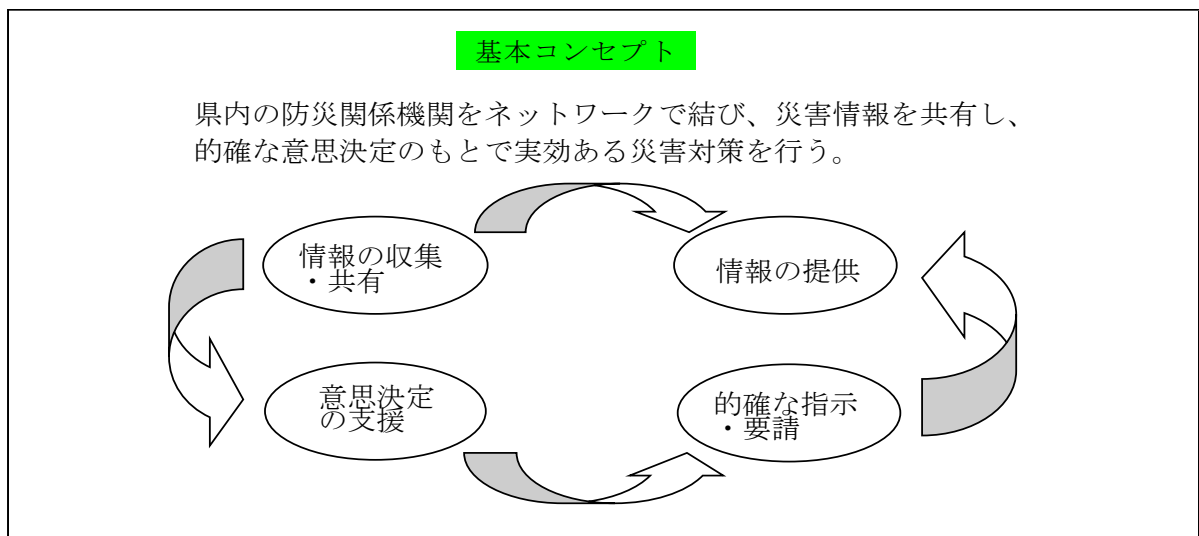 基本コンセプト
県内の防災関係機関をネットワークで結び、災害情報を共有し、
的確な意思決定のもとで実効ある災害対策を行う。
情報の収集
・共有
情報の提供
意思決定
の支援
的確な指示
・要請